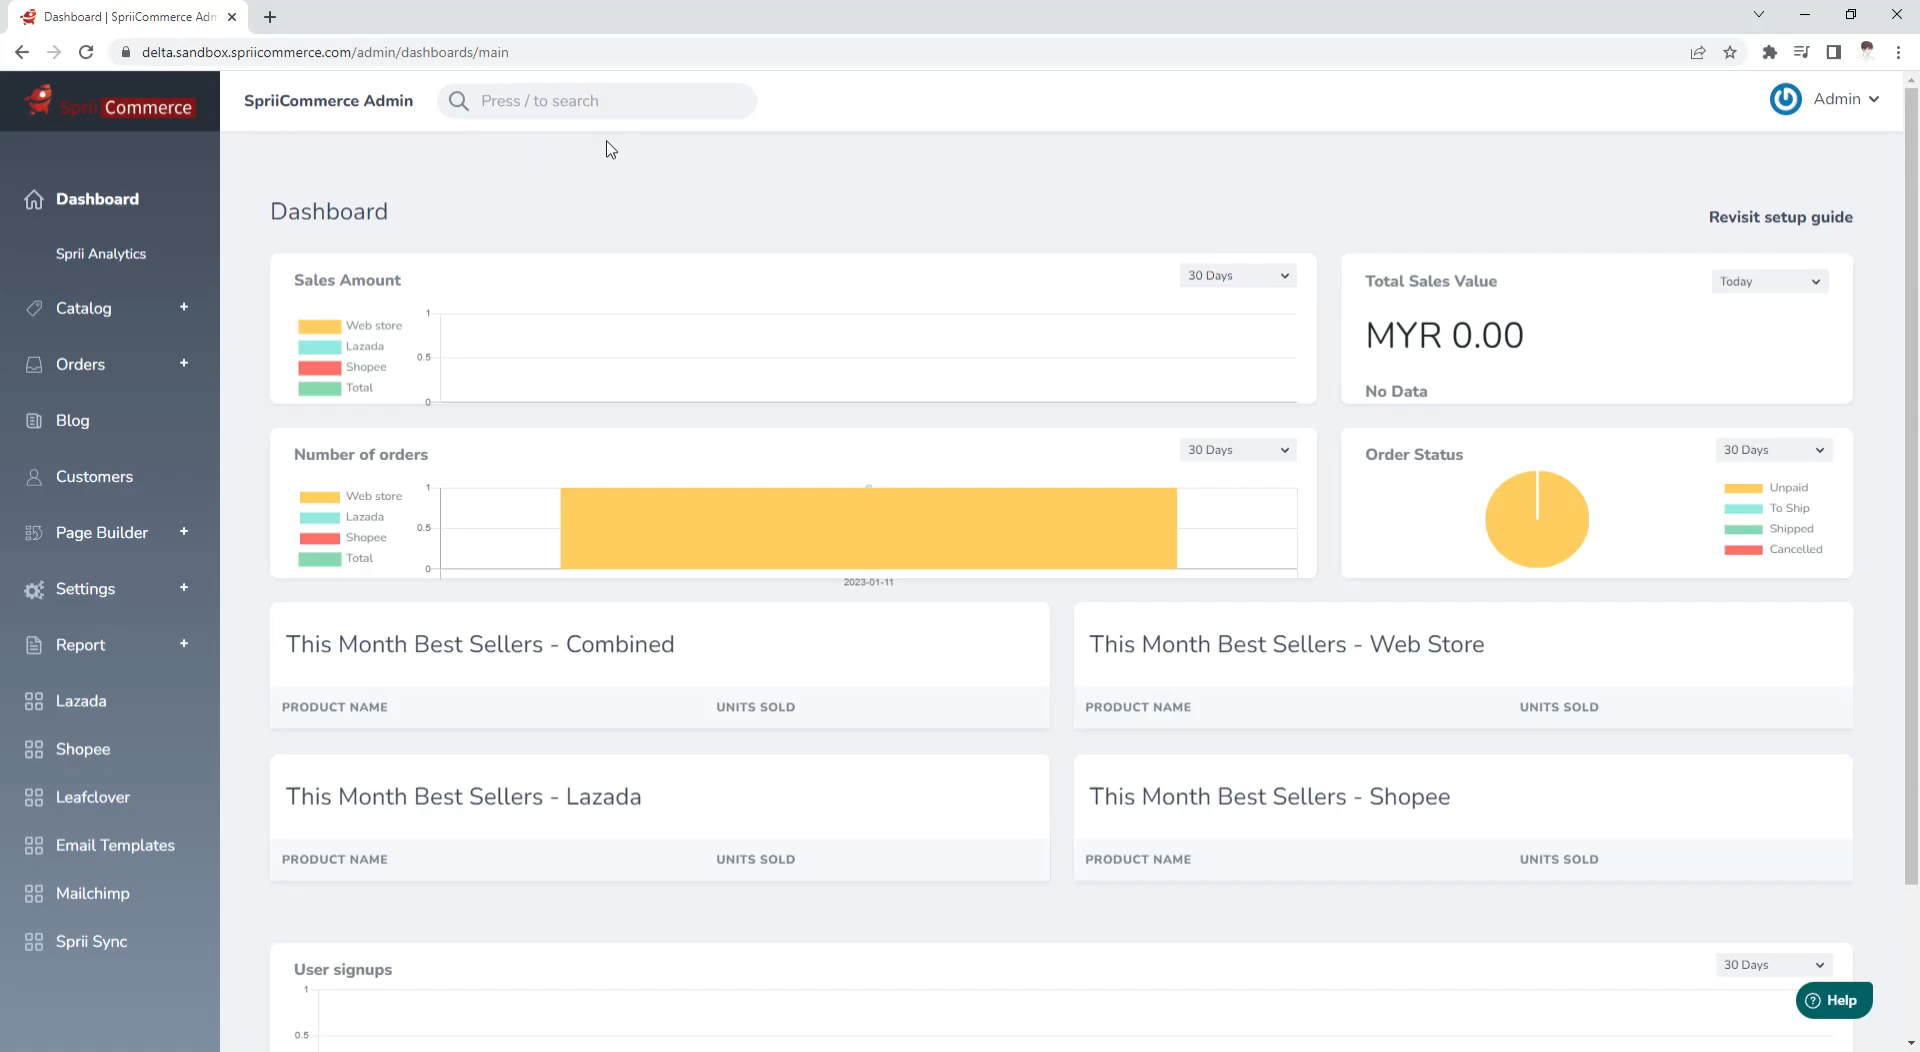 Dashboard | SpriiCommerce Adm
delta.sandbox.spriicommerce.com/admin/dashboards/main
Sprii Commerce
SpriiCommerce Admin
Press / to search
Admin
Dashboard
Sprii Analytics
Catalog +
Orders +
Blog
Customers
Page Builder +
Settings +
Report +
Lazada
Shopee
Leafclover
Email Templates
Mailchimp
Sprii Sync
Dashboard
Revisit setup guide
Sales Amount
30 Days
Web store
Lazada
Shopee
Total
1
0.5
0
Total Sales Value
Today
MYR 0.00
No Data
Number of orders
30 Days
Web store
Lazada
Shopee
Total
1
0.5
0
2023-01-11
Order Status
30 Days
Unpaid
To Ship
Shipped
Cancelled
This Month Best Sellers - Combined
PRODUCT NAME UNITS SOLD
This Month Best Sellers - Web Store
PRODUCT NAME UNITS SOLD
This Month Best Sellers - Lazada
PRODUCT NAME UNITS SOLD
This Month Best Sellers - Shopee
PRODUCT NAME UNITS SOLD
User signups
30 Days
1
0.5
Help